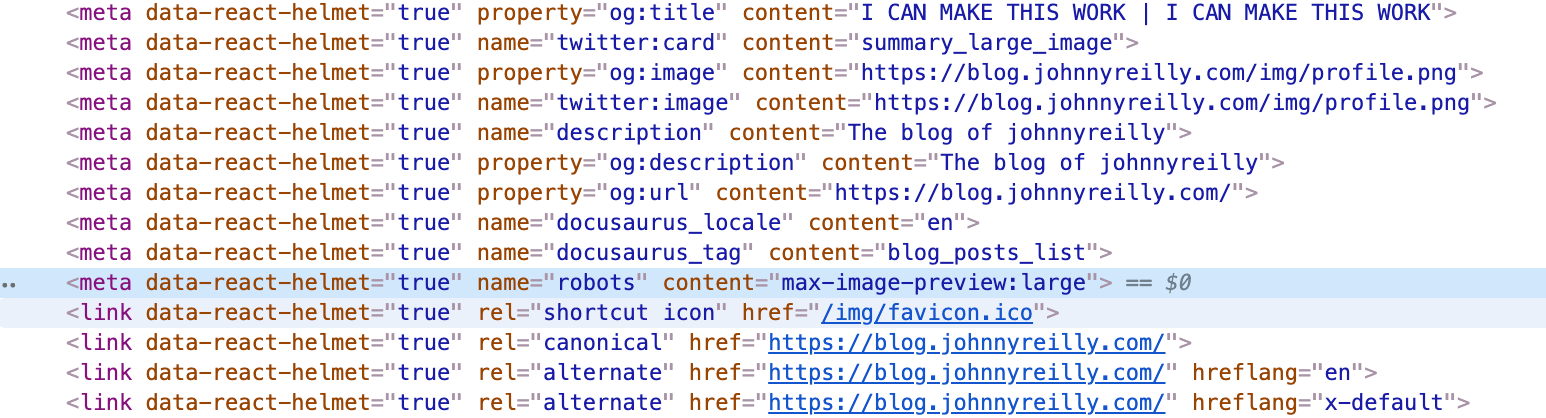 <meta data-react-helmet="true" property="og:title" content="I CAN MAKE THIS WORK | I CAN MAKE THIS WORK">
<meta data-react-helmet="true" name="twitter:card" content="summary_large_image">
<meta data-react-helmet="true" property="og:image" content="https://blog.johnnyreilly.com/img/profile.png">
<meta data-react-helmet="true" name="twitter:image" content="https://blog.johnnyreilly.com/img/profile.png">
<meta data-react-helmet="true" name="description" content="The blog of johnnyreilly">
<meta data-react-helmet="true" property="og:description" content="The blog of johnnyreilly">
<meta data-react-helmet="true" property="og:url" content="https://blog.johnnyreilly.com/">
<meta data-react-helmet="true" name="docusaurus_locale" content="en">
<meta data-react-helmet="true" name="docusaurus_tag" content="blog_posts_list">
<meta data-react-helmet="true" name="robots" content="max-image-preview:large"> == $0
<link data-react-helmet="true" rel="shortcut icon" href="/img/favicon.ico">
<link data-react-helmet="true" rel="canonical" href="https://blog.johnnyreilly.com/">
<link data-react-helmet="true" rel="alternate" href="https://blog.johnnyreilly.com/" hreflang="en">
<link data-react-helmet="true" rel="alternate" href="https://blog.johnnyreilly.com/" hreflang="x-default">